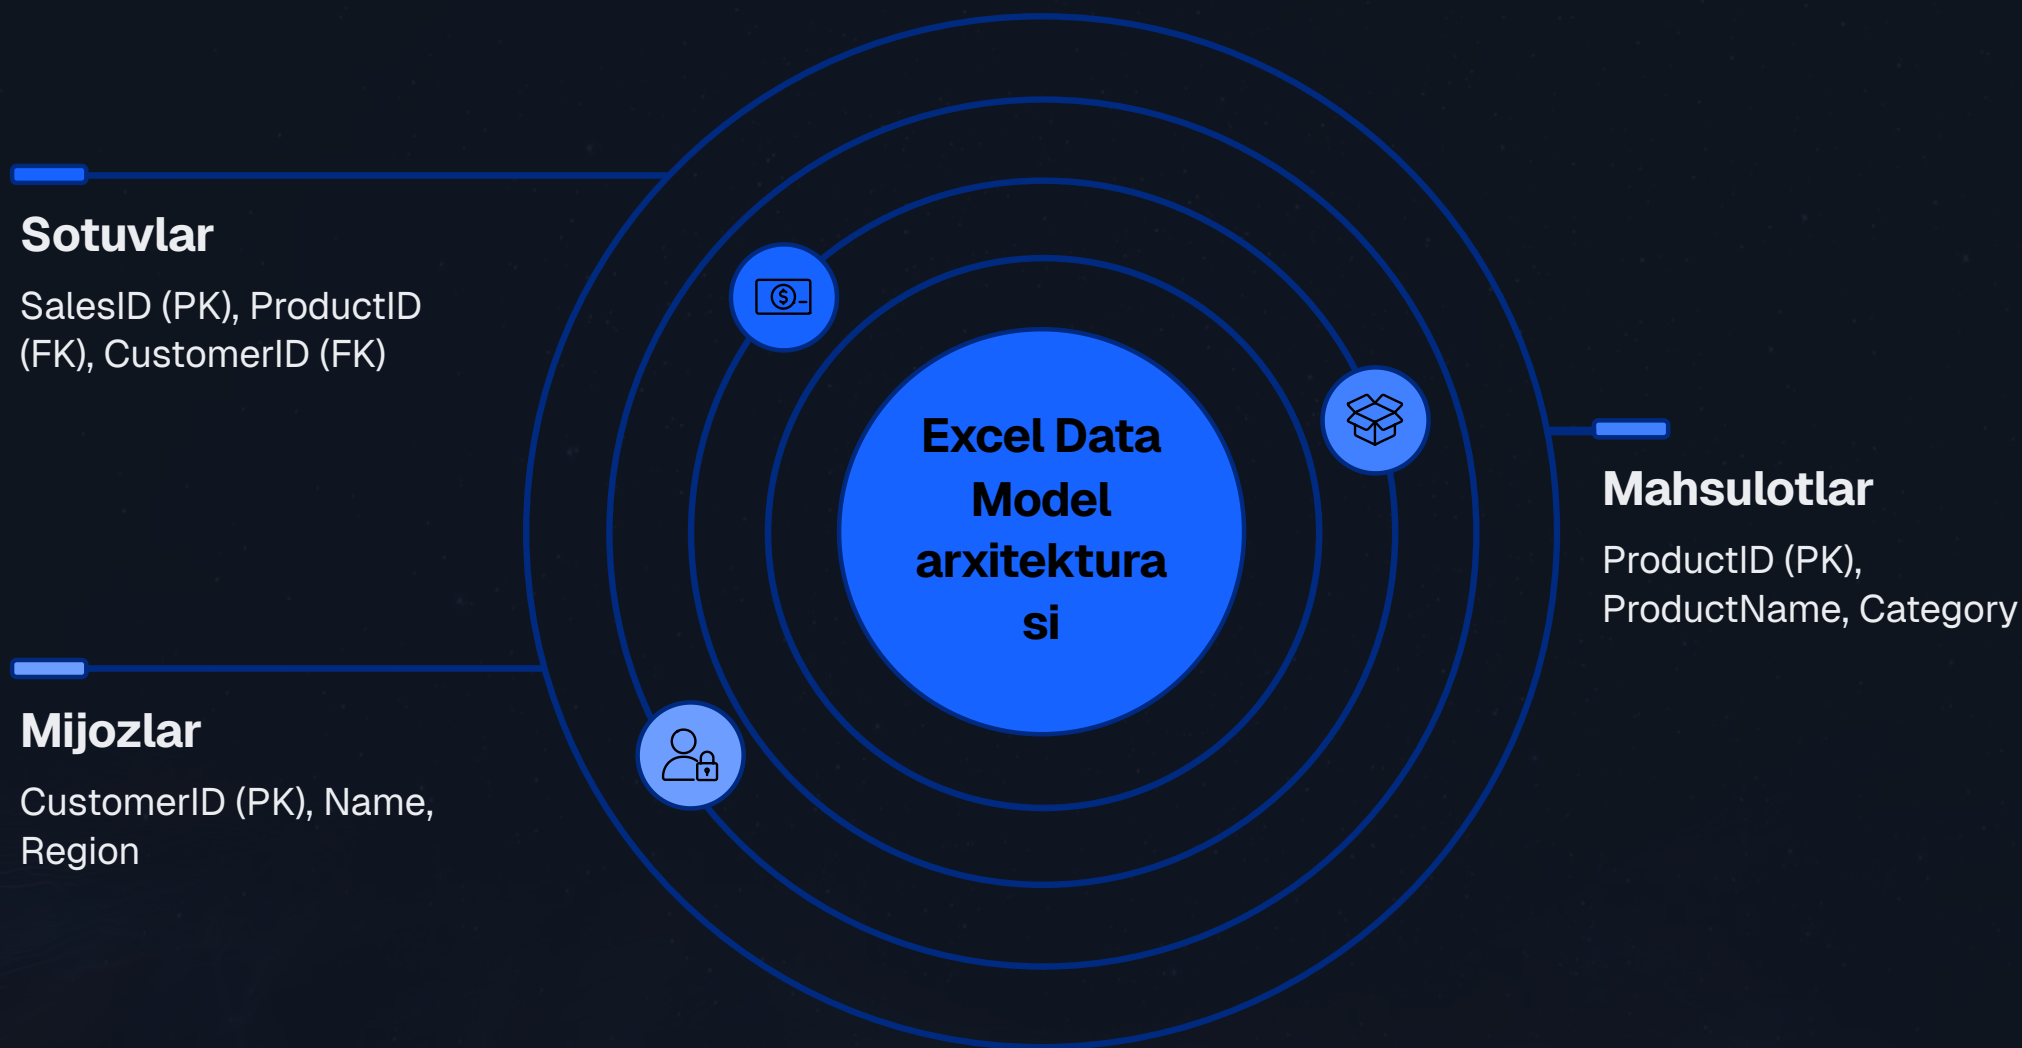 Sotuvlar
SalesID (PK), ProductID
(FK), CustomerID (FK)
Mijozlar
CustomerID (PK), Name,
Region
Excel Data
Model
arxitektura
si
Mahsulotlar
ProductID (PK),
ProductName, Category